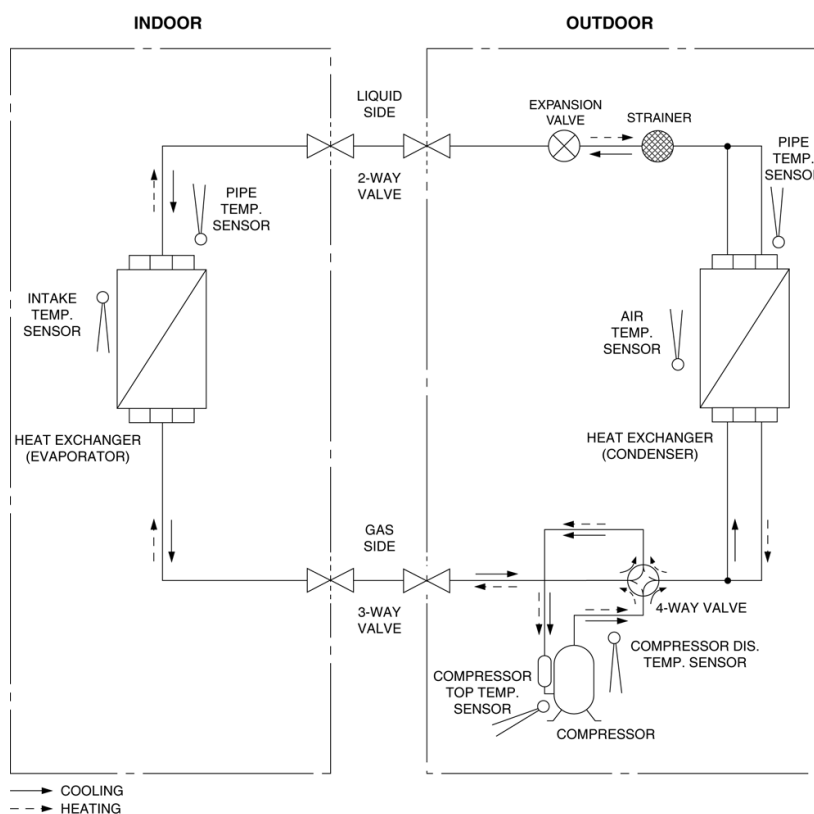 INDOOR
OUTDOOR
LIQUID
SIDE
2-WAY
VALVE
EXPANSION
VALVE
STRAINER
PIPE
TEMP.
SENSOR
PIPE
TEMP.
SENSOR
INTAKE
TEMP.
SENSOR
AIR
TEMP.
SENSOR
HEAT EXCHANGER
(EVAPORATOR)
HEAT EXCHANGER
(CONDENSER)
GAS
SIDE
3-WAY
VALVE
4-WAY VALVE
COMPRESSOR DIS.
TEMP. SENSOR
COMPRESSOR
TOP TEMP.
SENSOR
COMPRESSOR
COOLING
HEATING